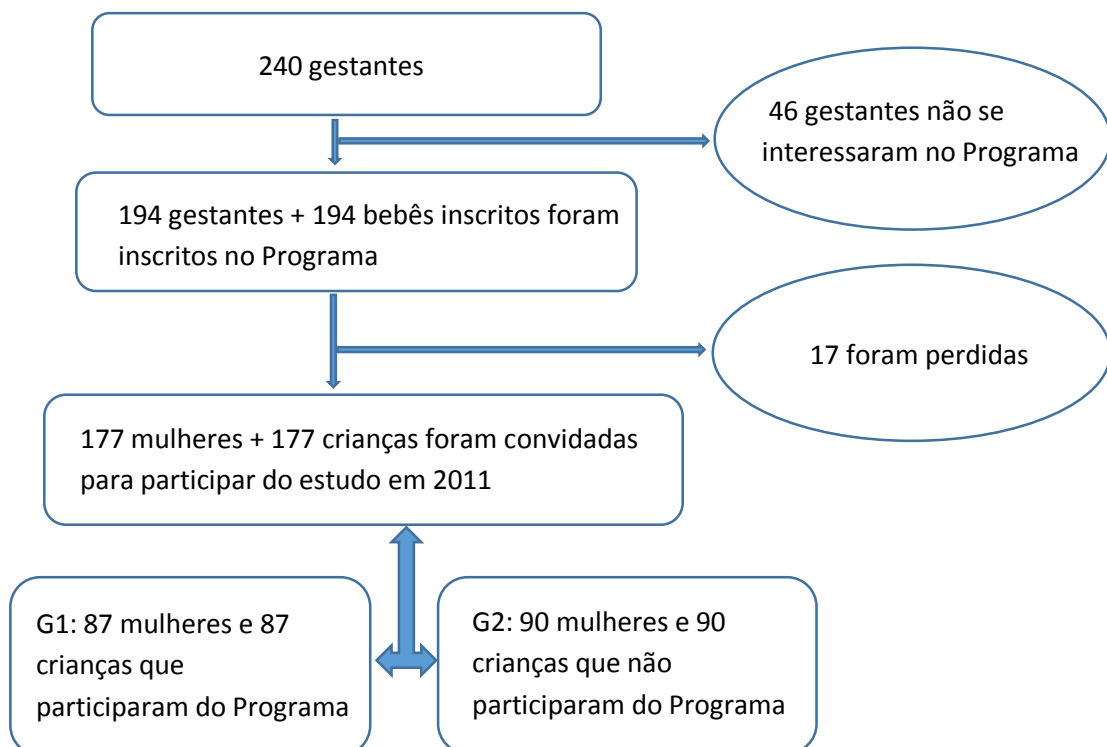 240 gestantes
46 gestantes não se
interessaram no Programa
194 gestantes + 194 bebês inscritos foram
inscritos no Programa
17 foram perdidas
177 mulheres + 177 crianças foram convidadas
para participar do estudo em 2011
G1: 87 mulheres e 87
crianças que
participaram do Programa
G2: 90 mulheres e 90
crianças que não
participaram do Programa